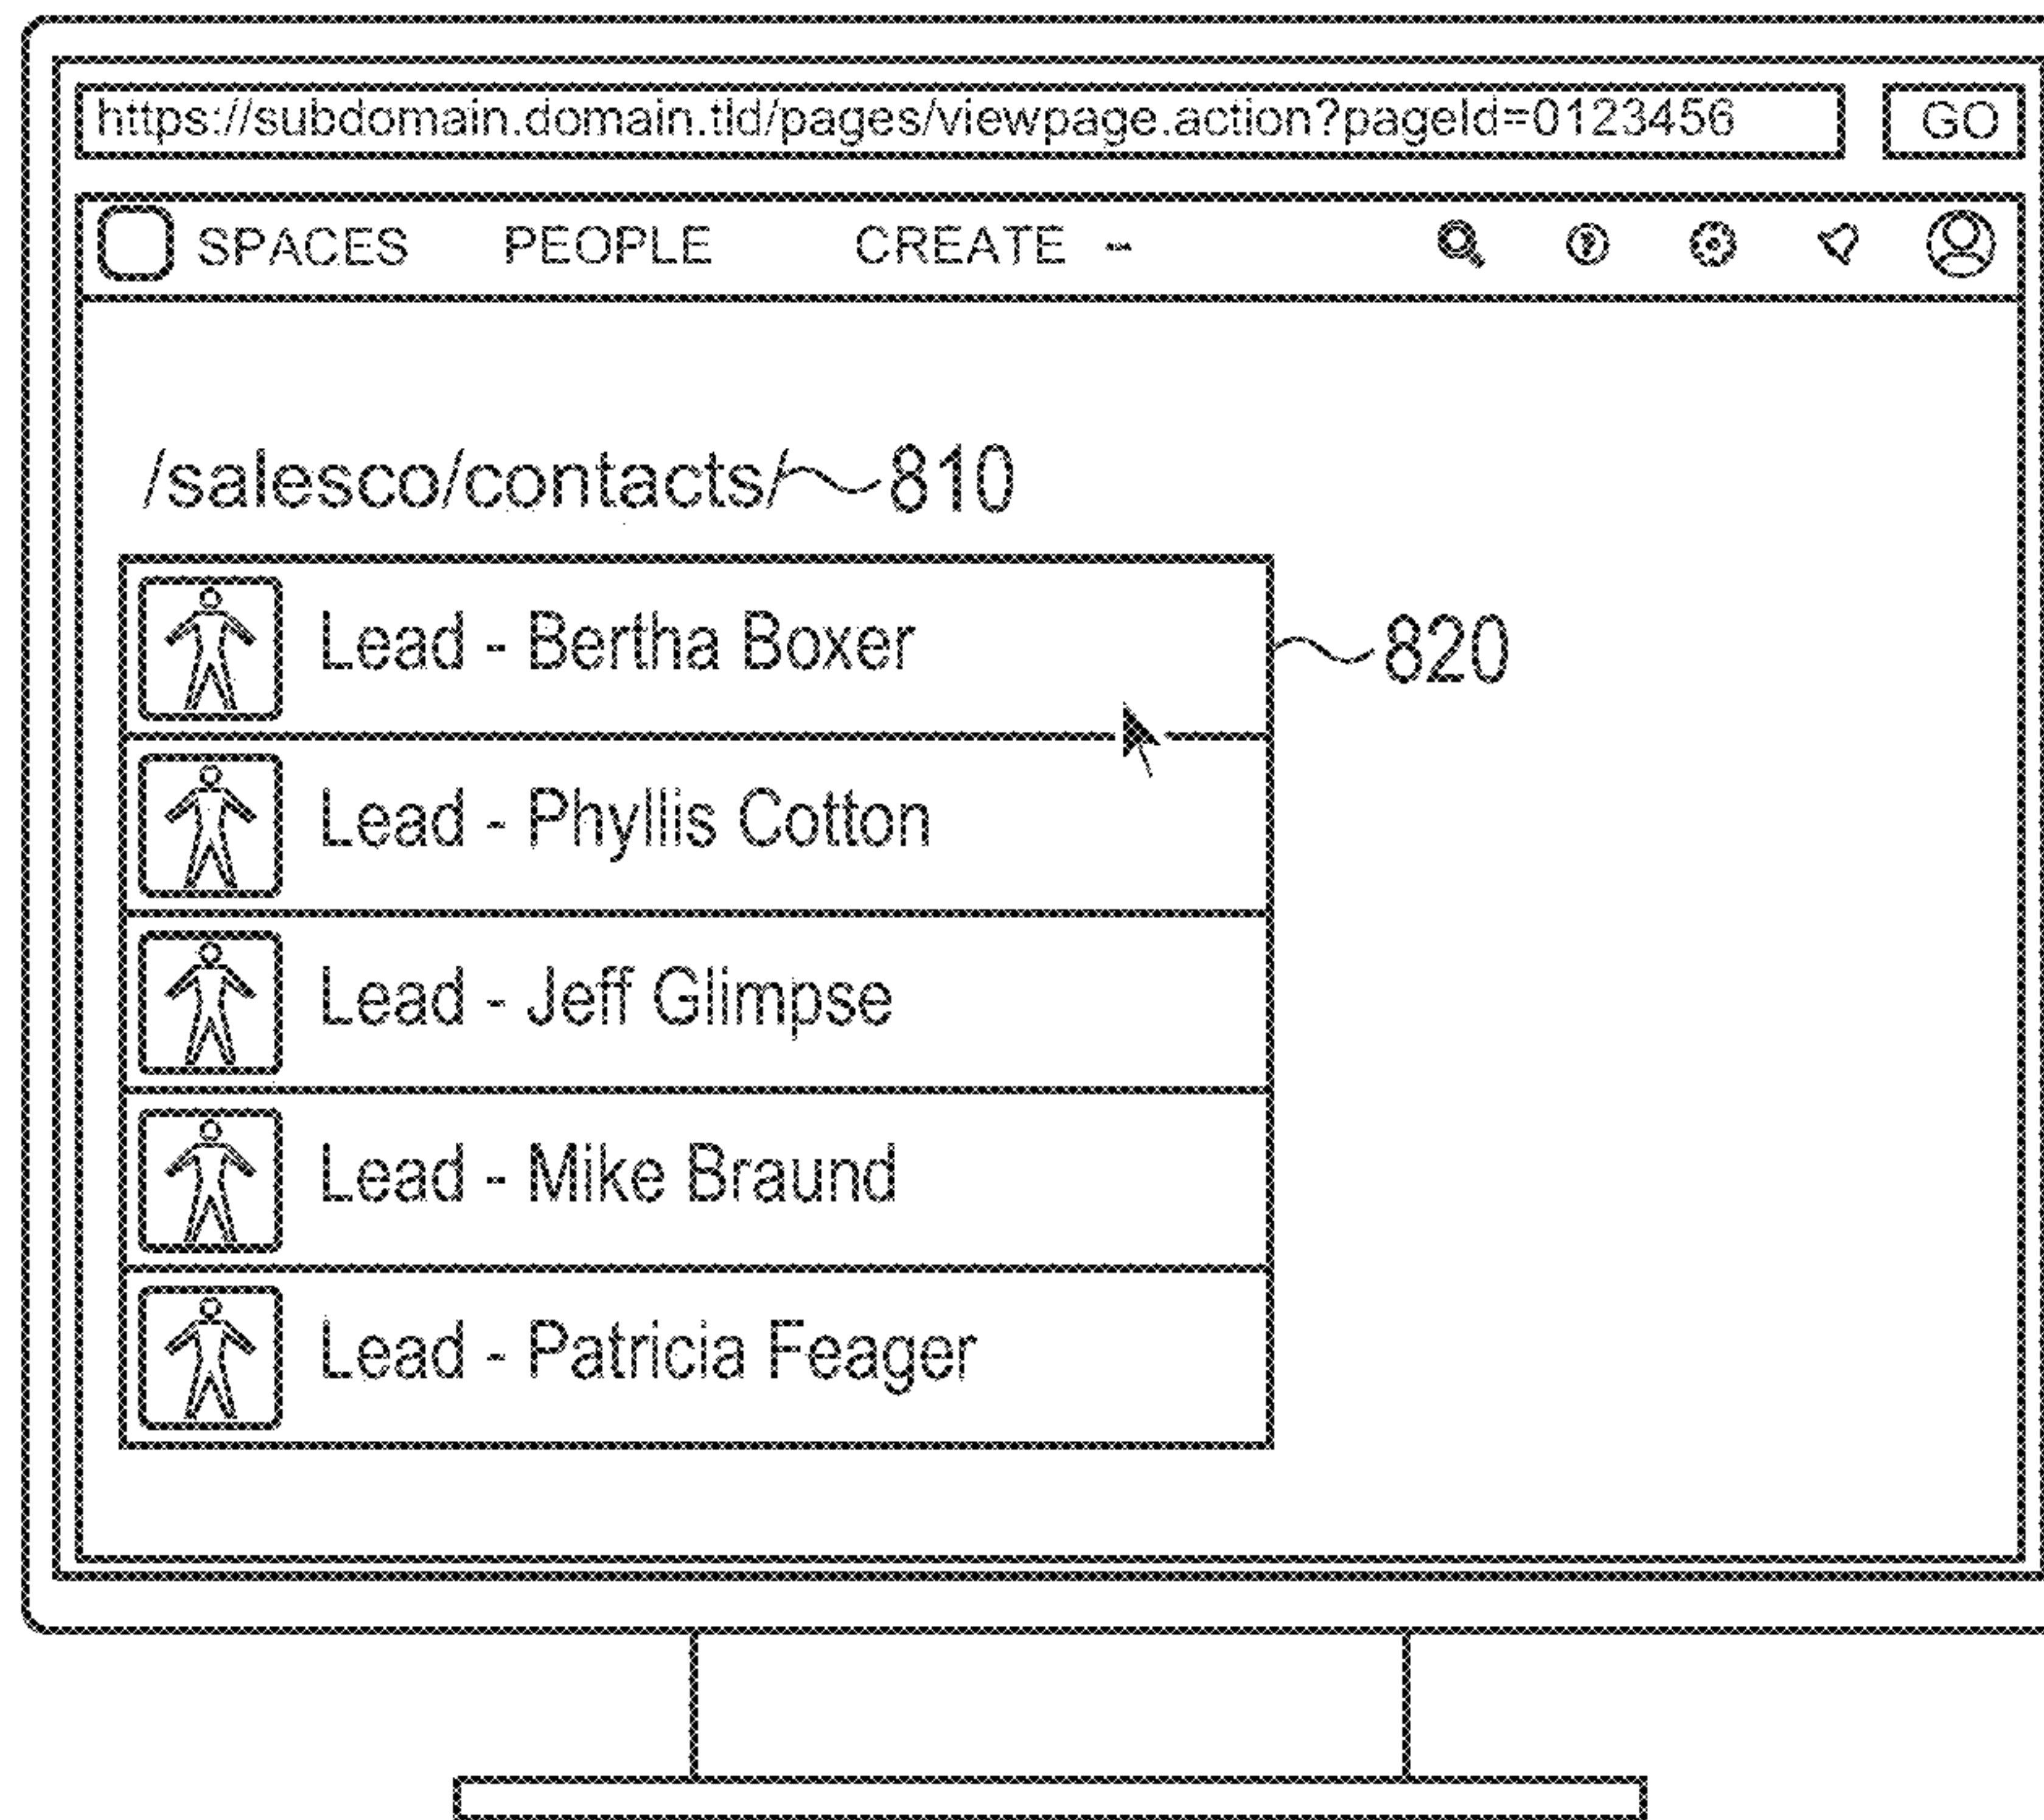 https://subdomain.domain.tld/pages/viewpage.action?pageId=0123456 GO
SPACES PEOPLE CREATE
/salesco/contacts/ 810
Lead - Bertha Boxer
820
Lead - Phyllis Cotton
Lead - Jeff Glimpse
Lead - Mike Braund
Lead - Patricia Feager